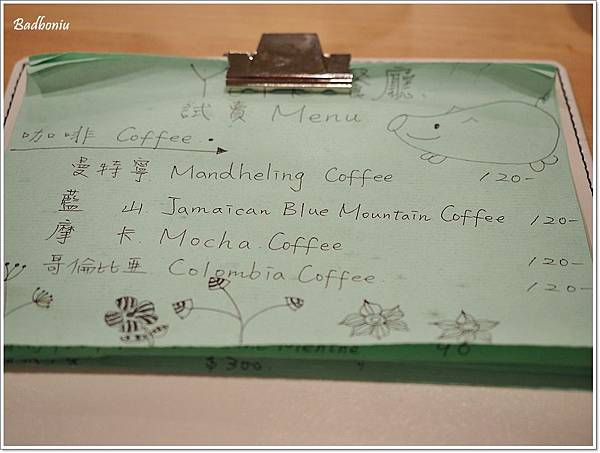 Badboniu
餐廳
試賣 Menu
咖啡 Coffee.
曼特寧 Mandheling Coffee 120-
藍山 Jamaican Blue Mountain Coffee 120-
摩卡 Mocha Coffee 120-
哥倫比亞 Colombia Coffee 120-
$300